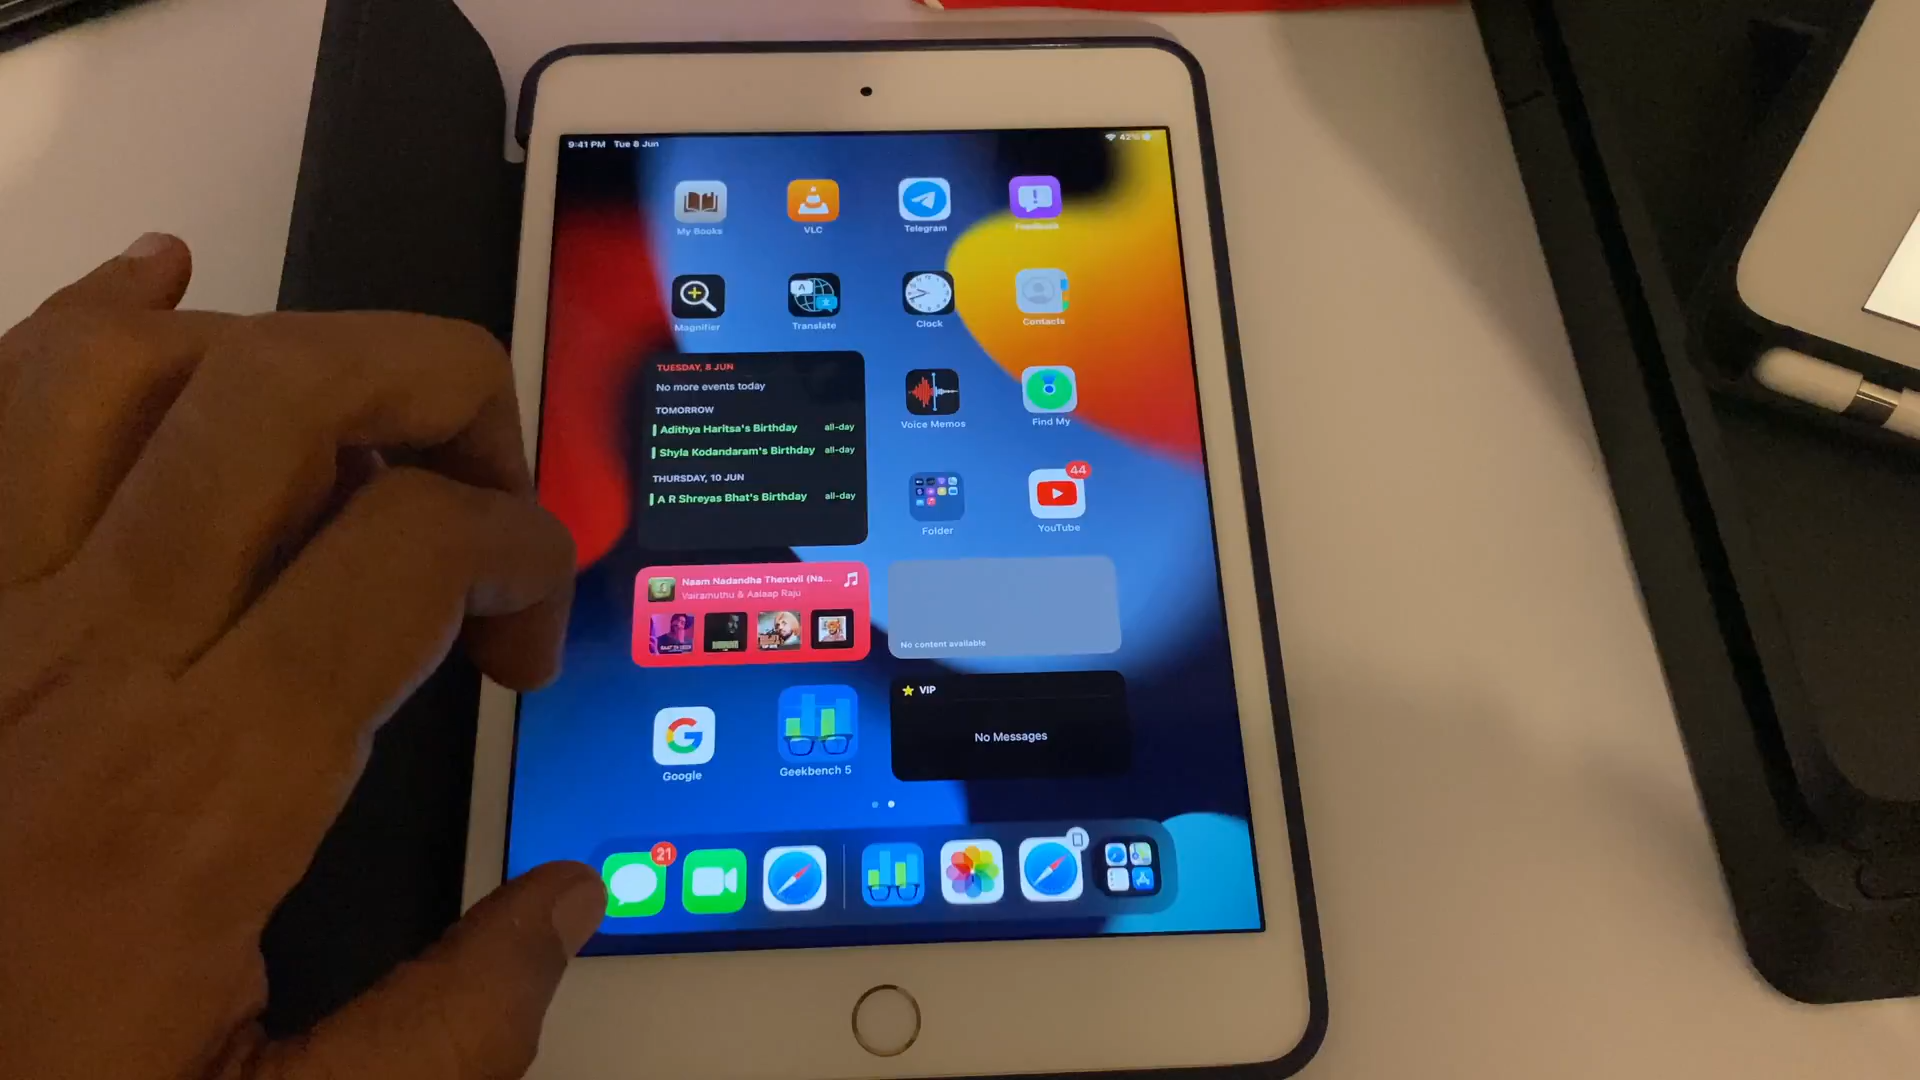 9:41 PM Tue 8 Jun
42%
My Books
VLC
Telegram
Feedback
Magnifier
Translate
Clock
Contacts
TUESDAY, 8 JUN
No more events today
TOMORROW
Adithya Haritsa's Birthday all-day
Shyla Kodandaram's Birthday all-day
THURSDAY, 10 JUN
A R Shreyas Bhat's Birthday all-day
Voice Memos
Find My
44
Folder
YouTube
Naam Nadandha Theruvil (Na...
Vairamuthu & Aalaap Raju
No content available
VIP
No Messages
Google
Geekbench 5
21